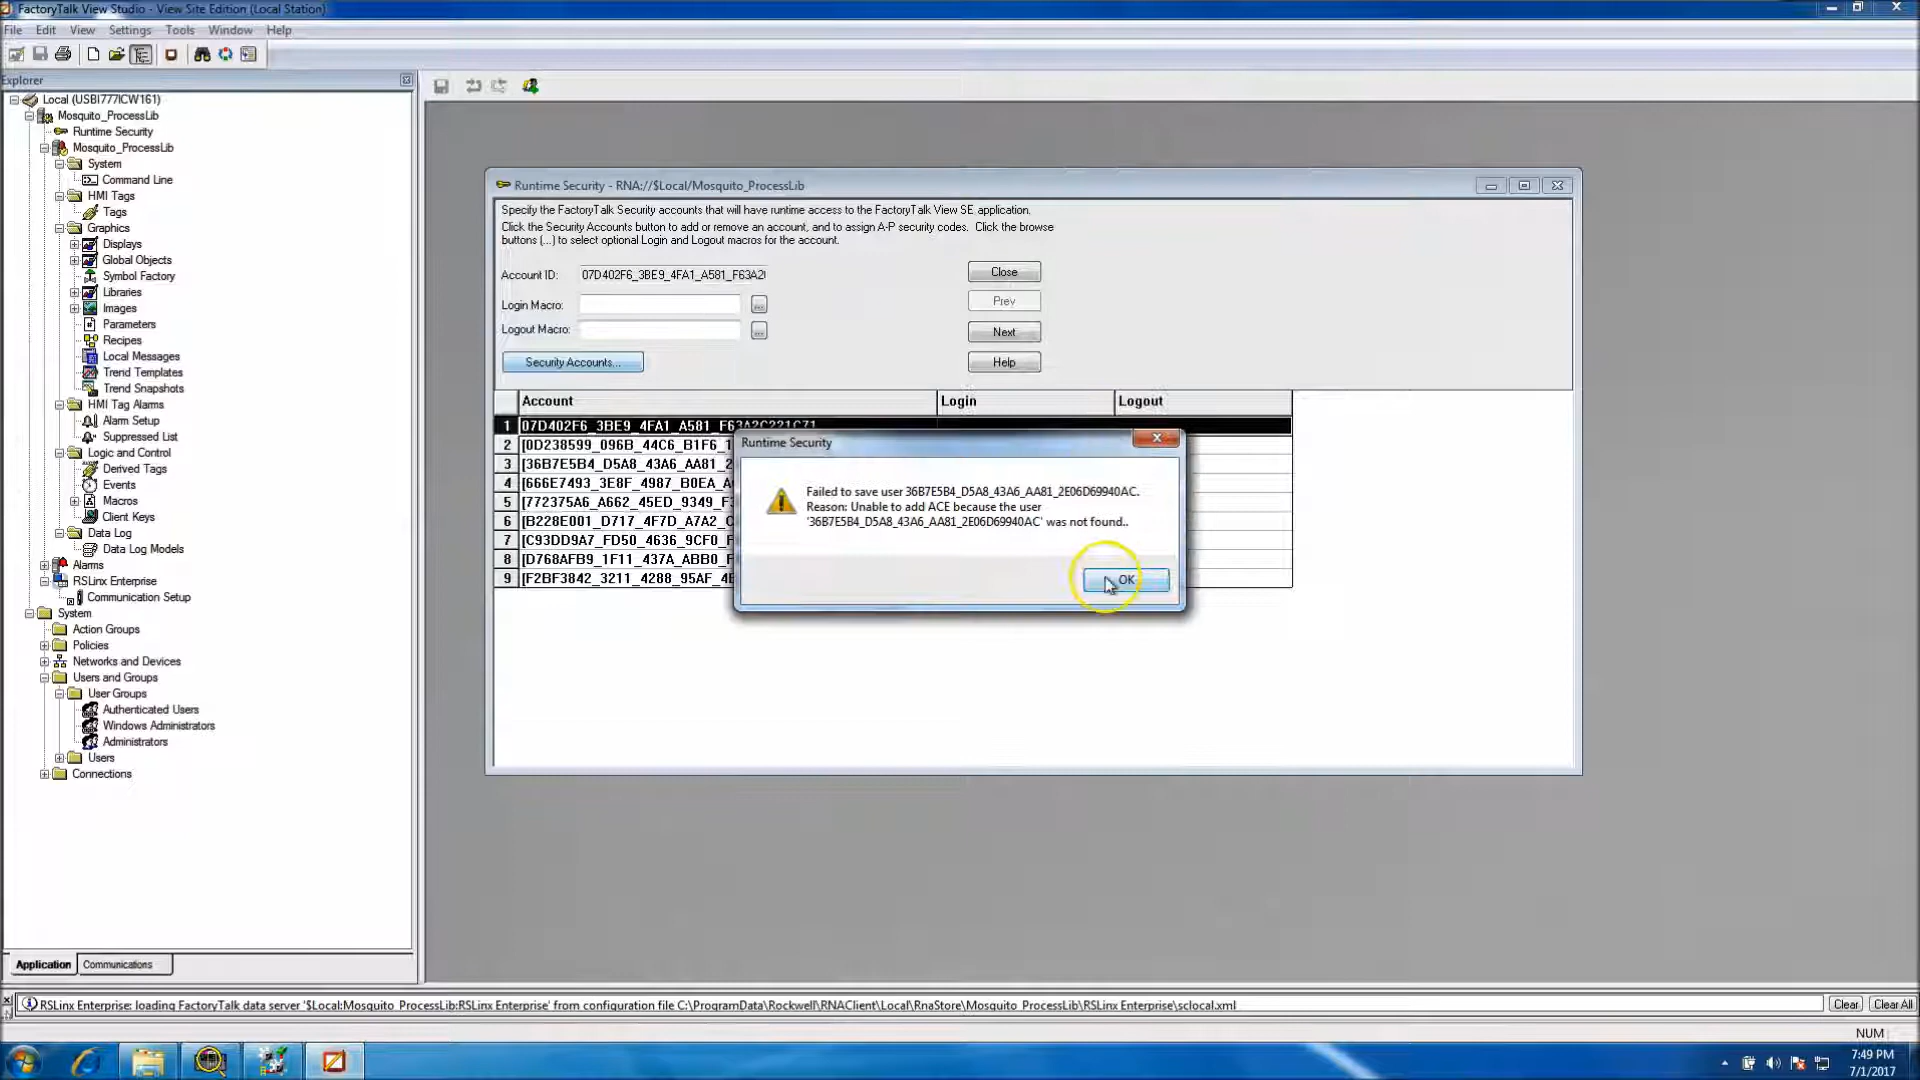 FactoryTalk View Studio - View Site Edition (Local Station)
File Edit View Settings Tools Window Help
Explorer
Local (USBI777ICW161)
Mosquito_ProcessLib
Runtime Security
Mosquito_ProcessLib
System
Command Line
HMI Tags
Tags
Graphics
Displays
Global Objects
Symbol Factory
Libraries
Images
Parameters
Recipes
Local Messages
Trend Templates
Trend Snapshots
HMI Tag Alarms
Alarm Setup
Suppressed List
Logic and Control
Derived Tags
Events
Macros
Client Keys
Data Log
Data Log Models
Alarms
RSLinx Enterprise
Communication Setup
System
Action Groups
Policies
Networks and Devices
Users and Groups
User Groups
Authenticated Users
Windows Administrators
Administrators
Users
Connections
Application Communications
Runtime Security - RNA://$Local/Mosquito_ProcessLib
Specify the FactoryTalk Security accounts that will have runtime access to the FactoryTalk View SE application.
Click the Security Accounts button to add or remove an account, and to assign A-P security codes. Click the browse
buttons (...) to select optional Login and Logout macros for the account.
Account ID: 07D402F6_3BE9_4FA1_A581_F63A2
Close
Login Macro: ...
Prev
Logout Macro: ...
Next
Security Accounts...
Help
Account Login Logout
1 07D402F6_3BE9_4FA1_A581_F63A2C221C71
2 [0D238599_096B_44C6_B1F6_1
3 [36B7E5B4_D5A8_43A6_AA81_2
4 [666E7493_3E8F_4987_B0EA_A
5 [772375A6_A662_45ED_9349_F
6 [B228E001_D717_4F7D_A7A2_C
7 [C93DD9A7_FD50_4636_9CF0_F
8 [D768AFB9_1F11_437A_ABB0_F
9 [F2BF3842_3211_4288_95AF_4
Runtime Security
Failed to save user 36B7E5B4_D5A8_43A6_AA81_2E06D69940AC.
Reason: Unable to add ACE because the user
'36B7E5B4_D5A8_43A6_AA81_2E06D69940AC' was not found..
OK
RSLinx Enterprise: loading FactoryTalk data server '$Local:Mosquito_ProcessLib:RSLinx Enterprise' from configuration file C:\ProgramData\Rockwell\RNAClient\Local\RnaStore\Mosquito_ProcessLib\RSLinx Enterprise\sclocal.xml
Clear Clear All
NUM
7:49 PM
7/1/2017